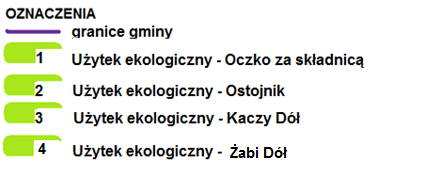 OZNACZENIA
granice gminy
1 Użytek ekologiczny - Oczko za składnicą
2 Użytek ekologiczny - Ostojnik
3 Użytek ekologiczny - Kaczy Dół
4 Użytek ekologiczny - Żabi Dół